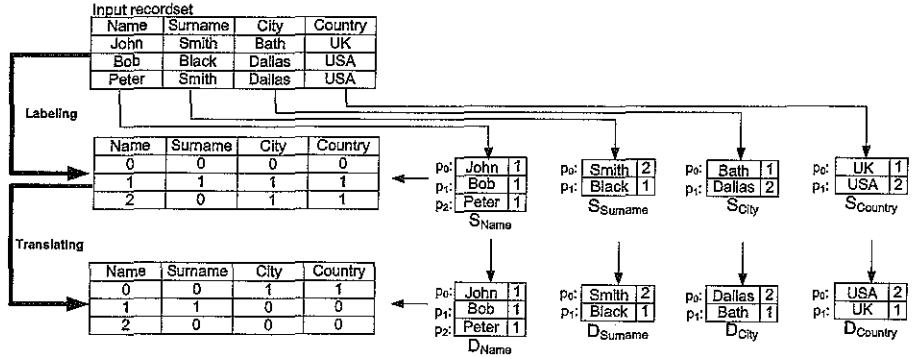 Input recordset
Name Surname City Country
John Smith Bath UK
Bob Black Dallas USA
Peter Smith Dallas USA
Labeling
Name Surname City Country
0 0 0 0
1 1 1 1
2 0 1 1
p0: John 1
p1: Bob 1
p2: Peter 1
SName
p0: Smith 2
p1: Black 1
SSurname
p0: Bath 1
p1: Dallas 2
SCity
p0: UK 1
p1: USA 2
SCountry
Translating
Name Surname City Country
0 0 1 1
1 1 0 0
2 0 0 0
p0: John 1
p1: Bob 1
p2: Peter 1
DName
p0: Smith 2
p1: Black 1
DSurname
p0: Dallas 2
p1: Bath 1
DCity
p0: USA 2
p1: UK 1
DCountry